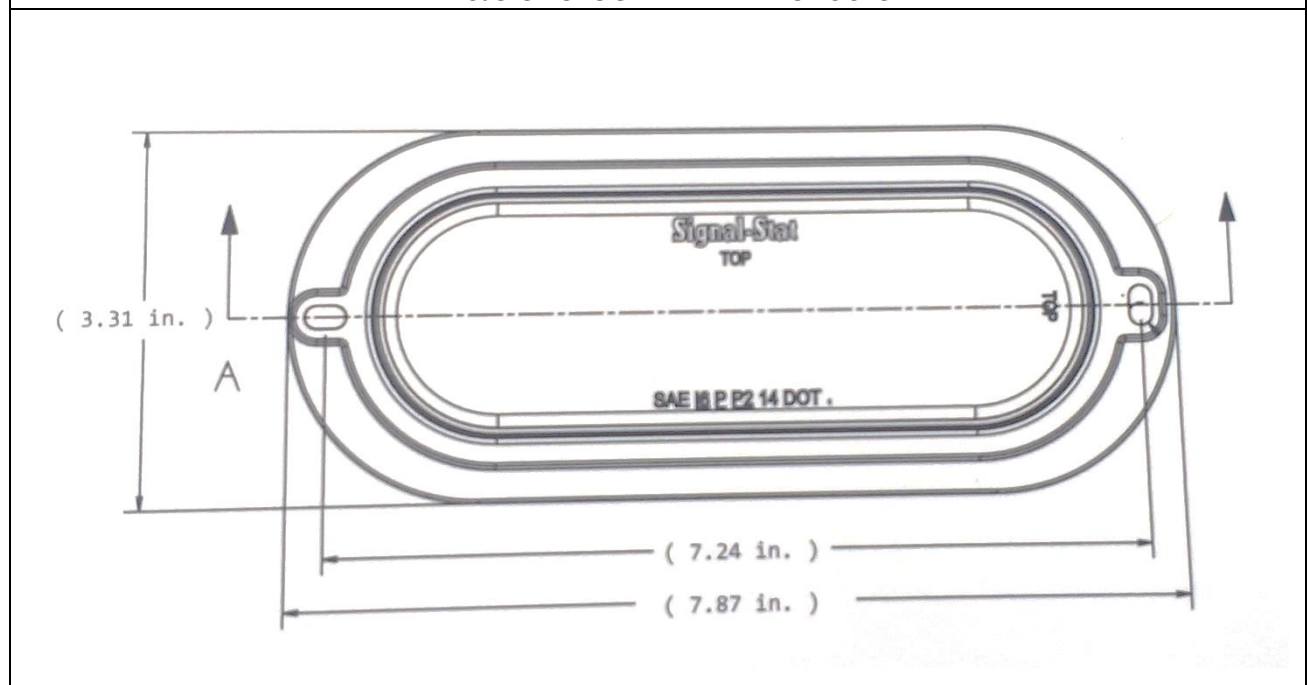 Signal-Stat
TOP
TOP
( 3.31 in. )
A
SAE I6 P P2 14 DOT .
( 7.24 in. )
( 7.87 in. )